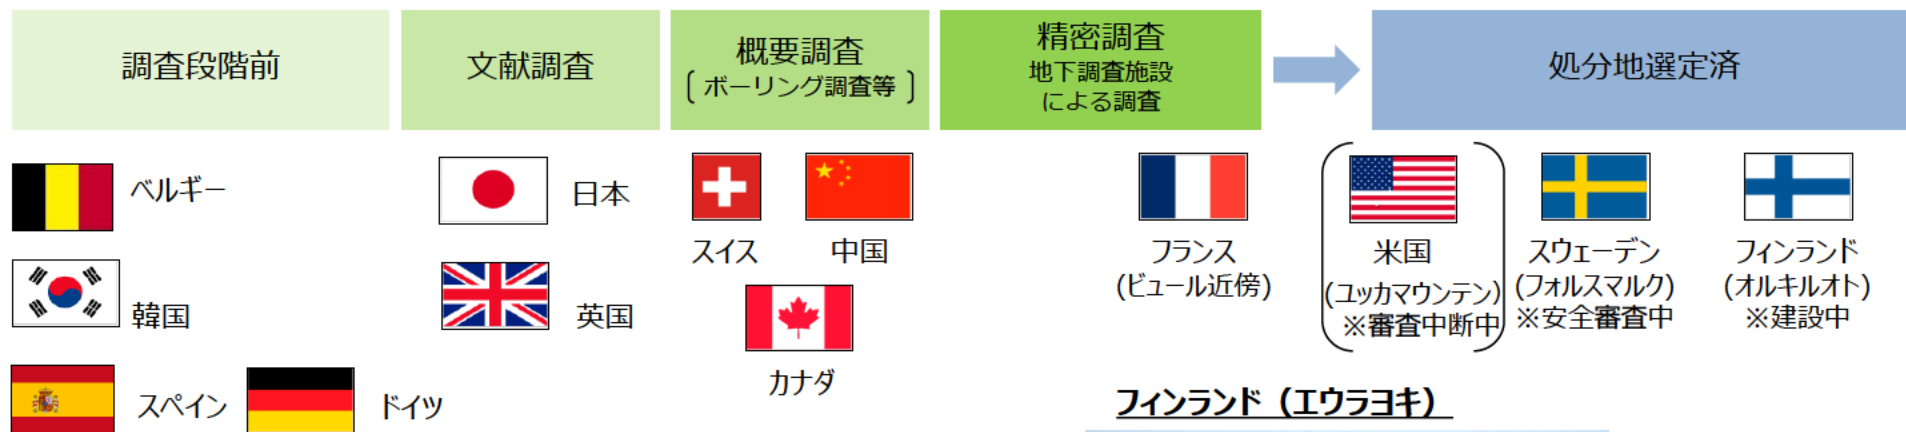 調査段階前
文献調査
概要調査
〔 ボーリング調査等 〕
精密調査
地下調査施設
による調査
処分地選定済
ベルギー
日本
スイス
中国
フランス
(ビュール近傍)
米国
(ユッカマウンテン)
※審査中断中
スウェーデン
(フォルスマルク)
※安全審査中
フィンランド
(オルキルオト)
※建設中
韓国
英国
カナダ
スペイン
ドイツ
フィンランド（エウラヨキ）